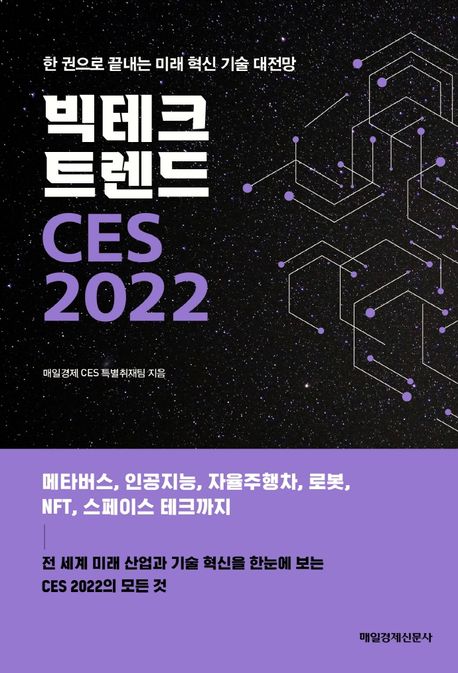 한 권으로 끝내는 미래 혁신 기술 대전망
빅테크
트렌드
CES
2022
매일경제 CES 특별취재팀 지음
메타버스, 인공지능, 자율주행차, 로봇,
NFT, 스페이스 테크까지
전 세계 미래 산업과 기술 혁신을 한눈에 보는
CES 2022의 모든 것
매일경제신문사